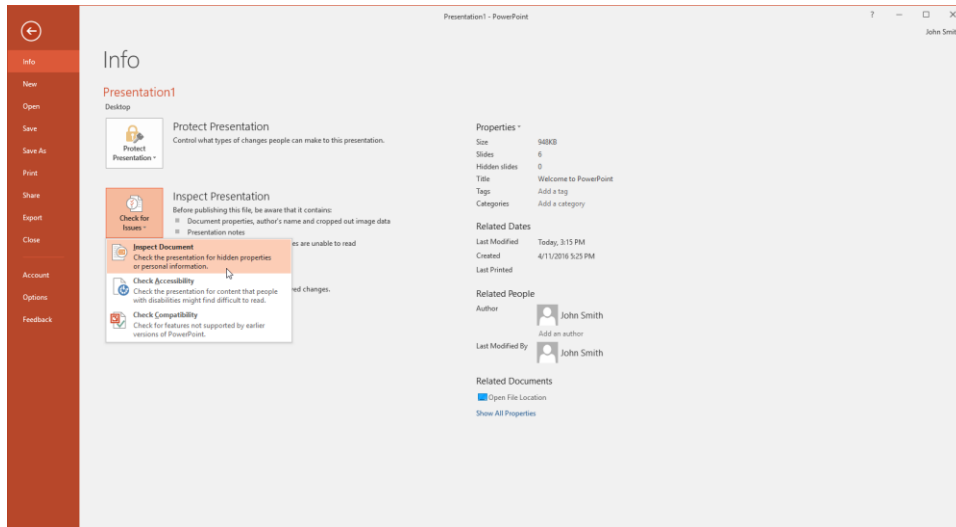 Presentation1 - PowerPoint
?
John Smit
Info
New
Open
Save
Save As
Print
Share
Export
Close
Account
Options
Feedback
Info
Presentation1
Desktop
Protect
Presentation
Protect Presentation
Control what types of changes people can make to this presentation.
Check for
Issues
Inspect Presentation
Before publishing this file, be aware that it contains:
Document properties, author's name and cropped out image data
Presentation notes
es are unable to read
Inspect Document
Check the presentation for hidden properties
or personal information.
Check Accessibility
Check the presentation for content that people
with disabilities might find difficult to read.
ed changes.
Check Compatibility
Check for features not supported by earlier
versions of PowerPoint.
Properties
Size 948KB
Slides 6
Hidden slides 0
Title Welcome to PowerPoint
Tags Add a tag
Categories Add a category
Related Dates
Last Modified Today, 3:15 PM
Created 4/11/2016 5:25 PM
Last Printed
Related People
Author John Smith
Add an author
Last Modified By John Smith
Related Documents
Open File Location
Show All Properties